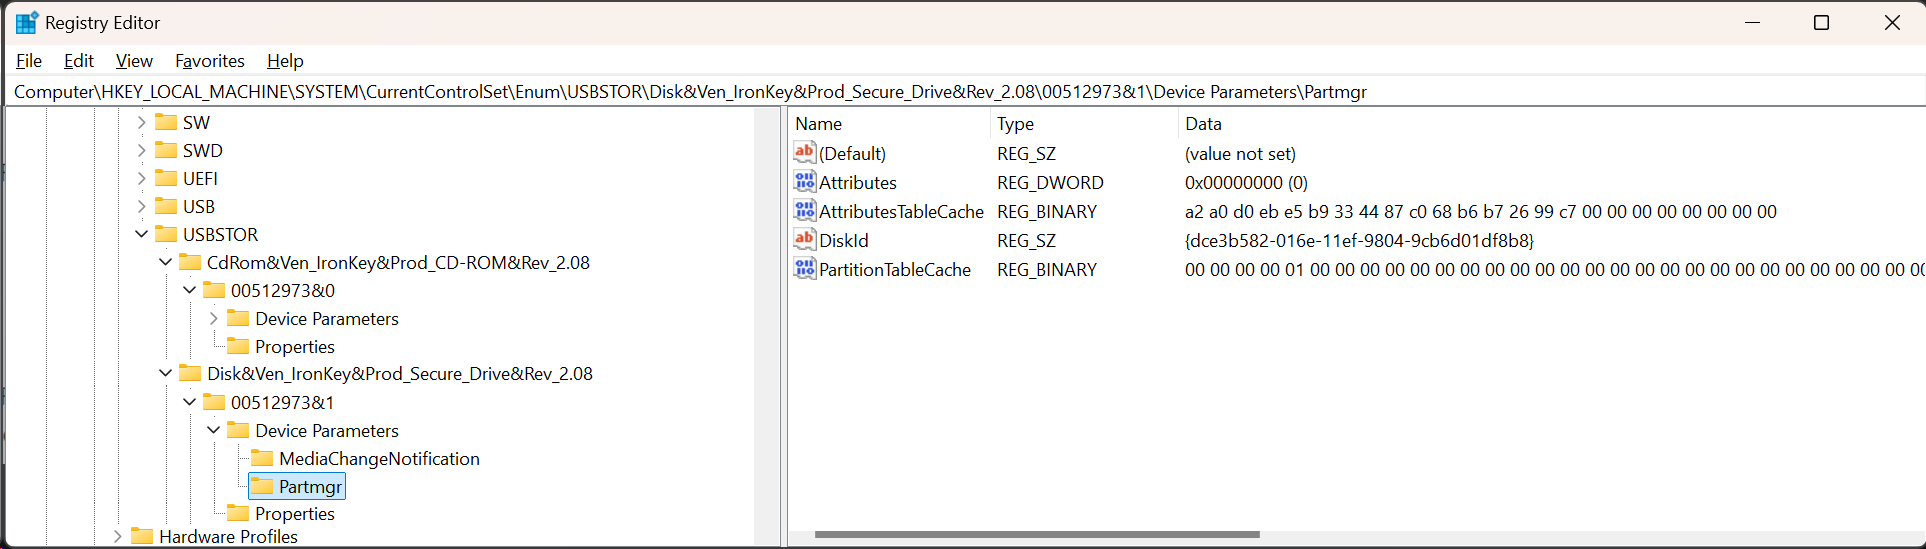 Registry Editor
File Edit View Favorites Help
Computer\HKEY_LOCAL_MACHINE\SYSTEM\CurrentControlSet\Enum\USBSTOR\Disk&Ven_IronKey&Prod_Secure_Drive&Rev_2.08\00512973&1\Device Parameters\Partmgr
SW
SWD
UEFI
USB
USBSTOR
CdRom&Ven_IronKey&Prod_CD-ROM&Rev_2.08
00512973&0
Device Parameters
Properties
Disk&Ven_IronKey&Prod_Secure_Drive&Rev_2.08
00512973&1
Device Parameters
MediaChangeNotification
Partmgr
Properties
Hardware Profiles
Name Type Data
(Default) REG_SZ (value not set)
Attributes REG_DWORD 0x00000000 (0)
AttributesTableCache REG_BINARY a2 a0 d0 eb e5 b9 33 44 87 c0 68 b6 b7 26 99 c7 00 00 00 00 00 00 00 00
DiskId REG_SZ {dce3b582-016e-11ef-9804-9cb6d01df8b8}
PartitionTableCache REG_BINARY 00 00 00 00 01 00 00 00 00 00 00 00 00 00 00 00 00 00 00 00 00 00 00 00 00 00 00 00 00 00